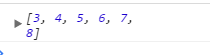 [3, 4, 5, 6, 7,
8]